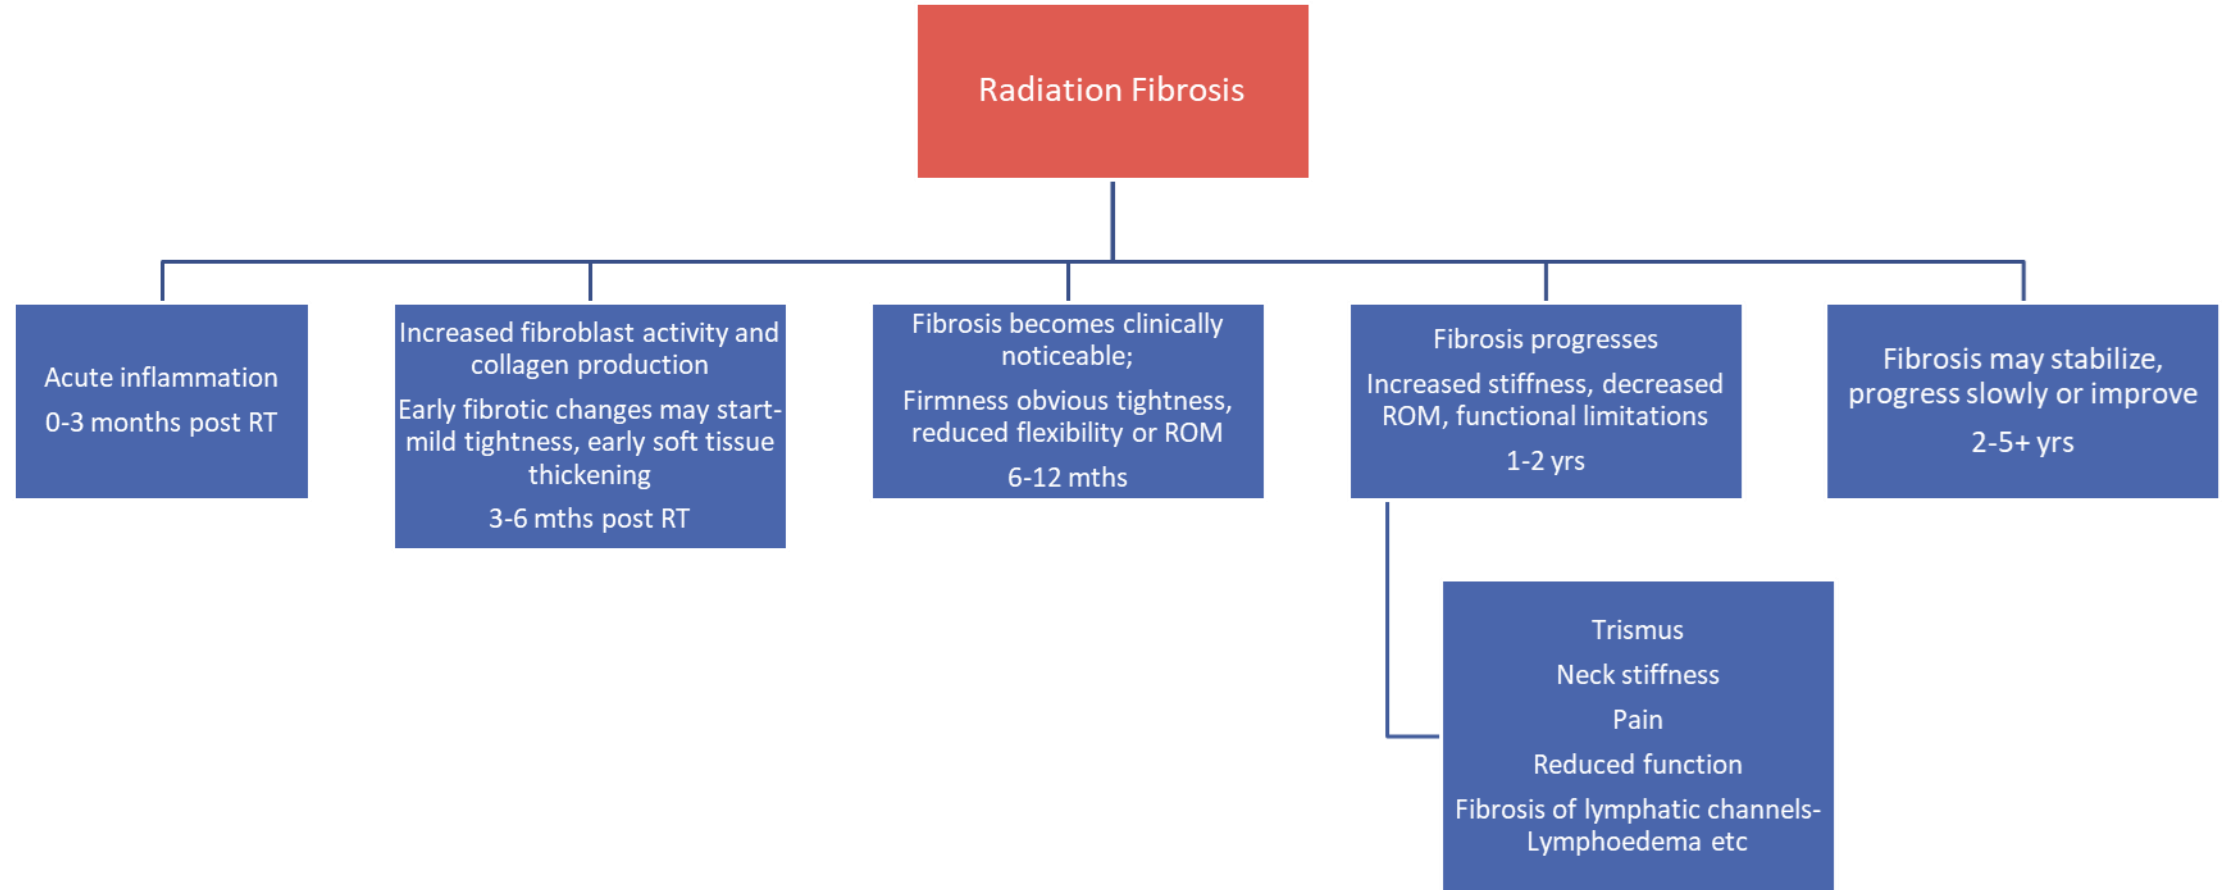 Radiation Fibrosis
Acute inflammation
0-3 months post RT
Increased fibroblast activity and
collagen production
Early fibrotic changes may start-
mild tightness, early soft tissue
thickening
3-6 mths post RT
Fibrosis becomes clinically
noticeable;
Firmness obvious tightness,
reduced flexibility or ROM
6-12 mths
Fibrosis progresses
Increased stiffness, decreased
ROM, functional limitations
1-2 yrs
Fibrosis may stabilize,
progress slowly or improve
2-5+ yrs
Trismus
Neck stiffness
Pain
Reduced function
Fibrosis of lymphatic channels-
Lymphoedema etc